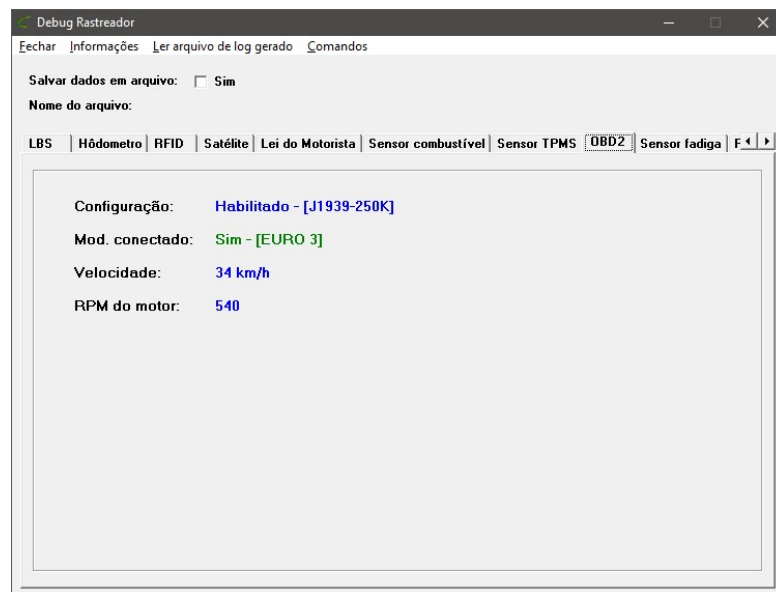 Debug Rastreador
Fechar Informações Ler arquivo de log gerado Comandos
Salvar dados em arquivo: Sim
Nome do arquivo:
LBS Hôdometro RFID Satélite Lei do Motorista Sensor combustível Sensor TPMS OBD2 Sensor fadiga F
Configuração: Habilitado - [J1939-250K]
Mod. conectado: Sim - [EURO 3]
Velocidade: 34 km/h
RPM do motor: 540